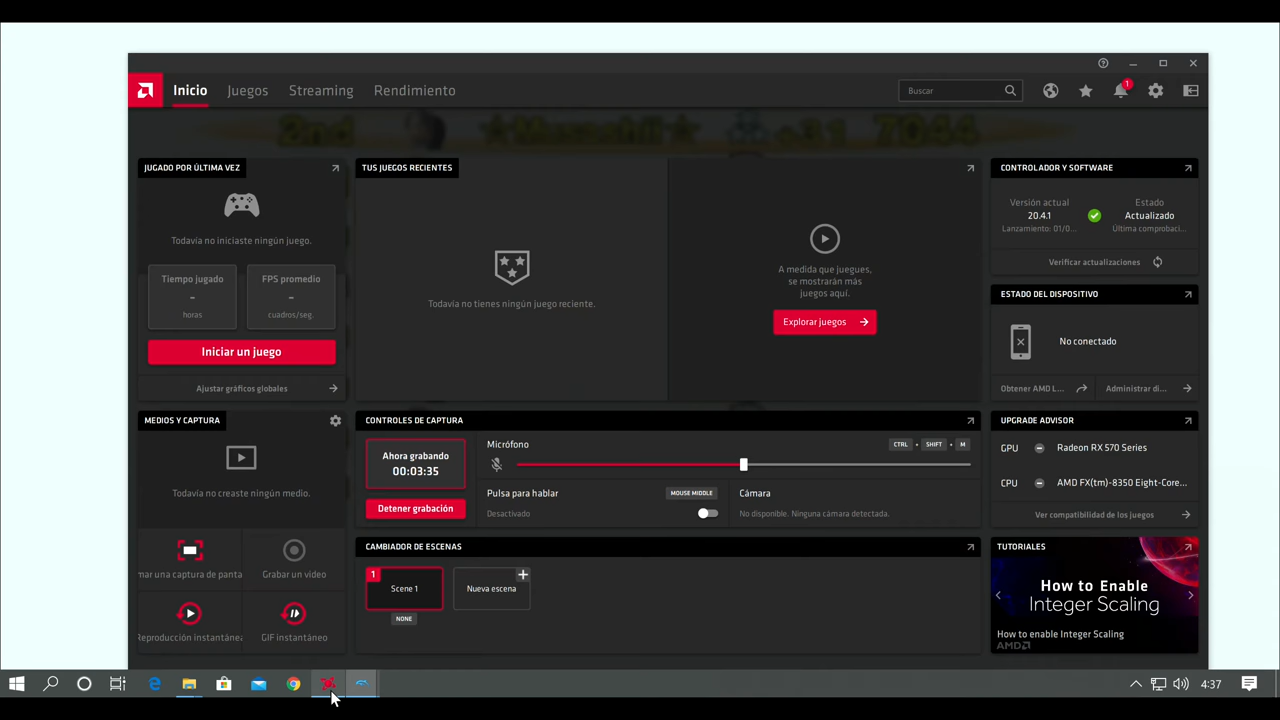 Inicio
Juegos
Streaming
Rendimiento
Buscar
1
2nd ★Musashii★ +31 7044
JUGADO POR ÚLTIMA VEZ
Todavía no iniciaste ningún juego.
Tiempo jugado
-
horas
FPS promedio
-
cuadros/seg.
Iniciar un juego
Ajustar gráficos globales
TUS JUEGOS RECIENTES
Todavía no tienes ningún juego reciente.
A medida que juegues,
se mostrarán más
juegos aquí.
Explorar juegos
CONTROLADOR Y SOFTWARE
Versión actual
20.4.1
Lanzamiento: 01/0...
Estado
Actualizado
Última comprobaci...
Verificar actualizaciones
ESTADO DEL DISPOSITIVO
No conectado
Obtener AMD L...
Administrar di...
MEDIOS Y CAPTURA
Todavía no creaste ningún medio.
mar una captura de panta
Grabar un video
Reproducción instantánea
GIF instantáneo
CONTROLES DE CAPTURA
Ahora grabando
00:03:35
Detener grabación
Micrófono
CTRL + SHIFT + M
Pulsa para hablar
MOUSE MIDDLE
Desactivado
Cámara
No disponible. Ninguna cámara detectada.
CAMBIADOR DE ESCENAS
1
Scene 1
NONE
Nueva escena
UPGRADE ADVISOR
GPU Radeon RX 570 Series
CPU AMD FX(tm)-8350 Eight-Core...
Ver compatibilidad de los juegos
TUTORIALES
How to Enable
Integer Scaling
How to enable Integer Scaling
AMD
4:37